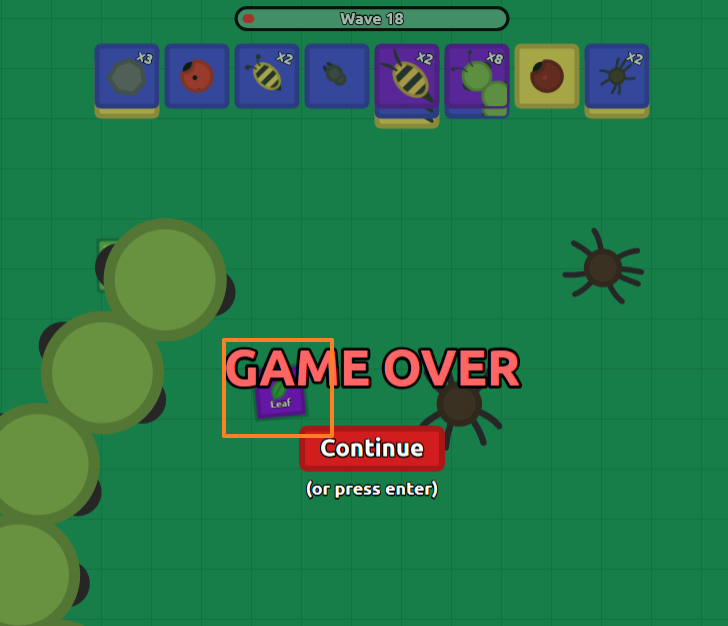 Wave 18
x3
x2
x2
x8
x2
GAME OVER
Leaf
Continue
(or press enter)